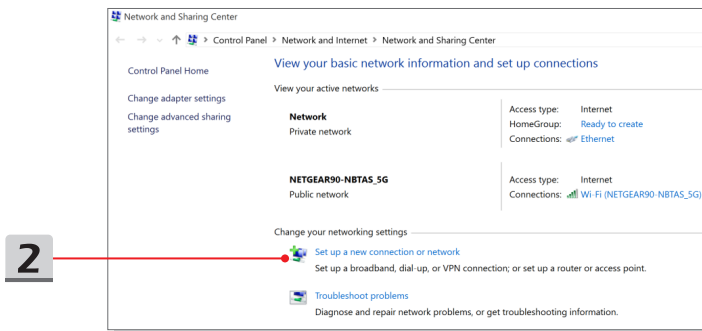 Network and Sharing Center
Control Panel > Network and Internet > Network and Sharing Center
Control Panel Home
Change adapter settings
Change advanced sharing
settings
View your basic network information and set up connections
View your active networks
Network
Private network
Access type: Internet
HomeGroup: Ready to create
Connections: Ethernet
NETGEAR90-NBTAS_5G
Public network
Access type: Internet
Connections: Wi-Fi (NETGEAR90-NBTAS_5G)
Change your networking settings
2
Set up a new connection or network
Set up a broadband, dial-up, or VPN connection; or set up a router or access point.
Troubleshoot problems
Diagnose and repair network problems, or get troubleshooting information.